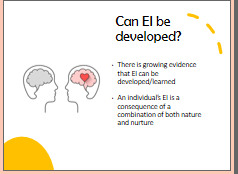 Can EI be
developed?
• There is growing evidence
that EI can be
developed/learned
• An individual's EI is a
consequence of a
combination of both nature
and nurture